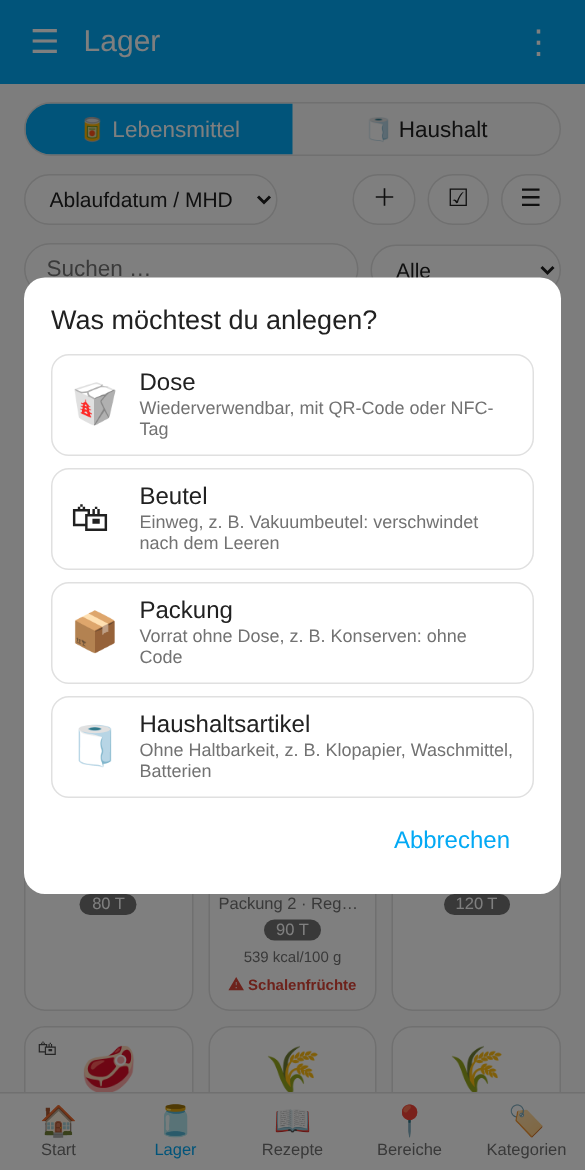 Lager
Lebensmittel
Haushalt
Ablaufdatum / MHD
Suchen …
Alle
Was möchtest du anlegen?
Dose
Wiederverwendbar, mit QR-Code oder NFC-
Tag
Beutel
Einweg, z. B. Vakuumbeutel: verschwindet
nach dem Leeren
Packung
Vorrat ohne Dose, z. B. Konserven: ohne
Code
Haushaltsartikel
Ohne Haltbarkeit, z. B. Klopapier, Waschmittel,
Batterien
Abbrechen
80 T
Packung 2 · Reg…
90 T
539 kcal/100 g
Schalenfrüchte
120 T
Start
Lager
Rezepte
Bereiche
Kategorien